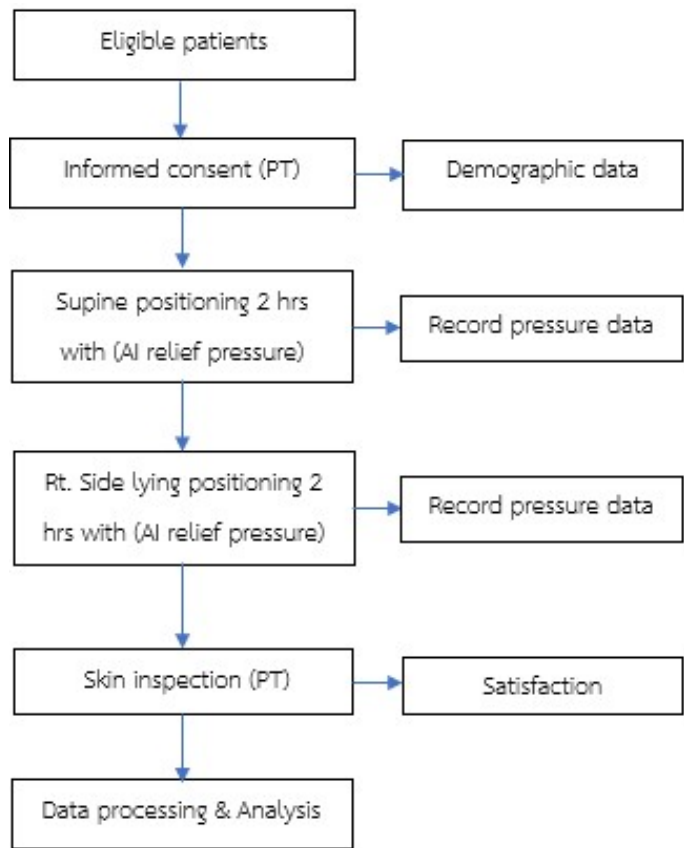 Eligible patients
Informed consent (PT)
Demographic data
Supine positioning 2 hrs
with (AI relief pressure)
Record pressure data
Rt. Side lying positioning 2
hrs with (AI relief pressure)
Record pressure data
Skin inspection (PT)
Satisfaction
Data processing & Analysis